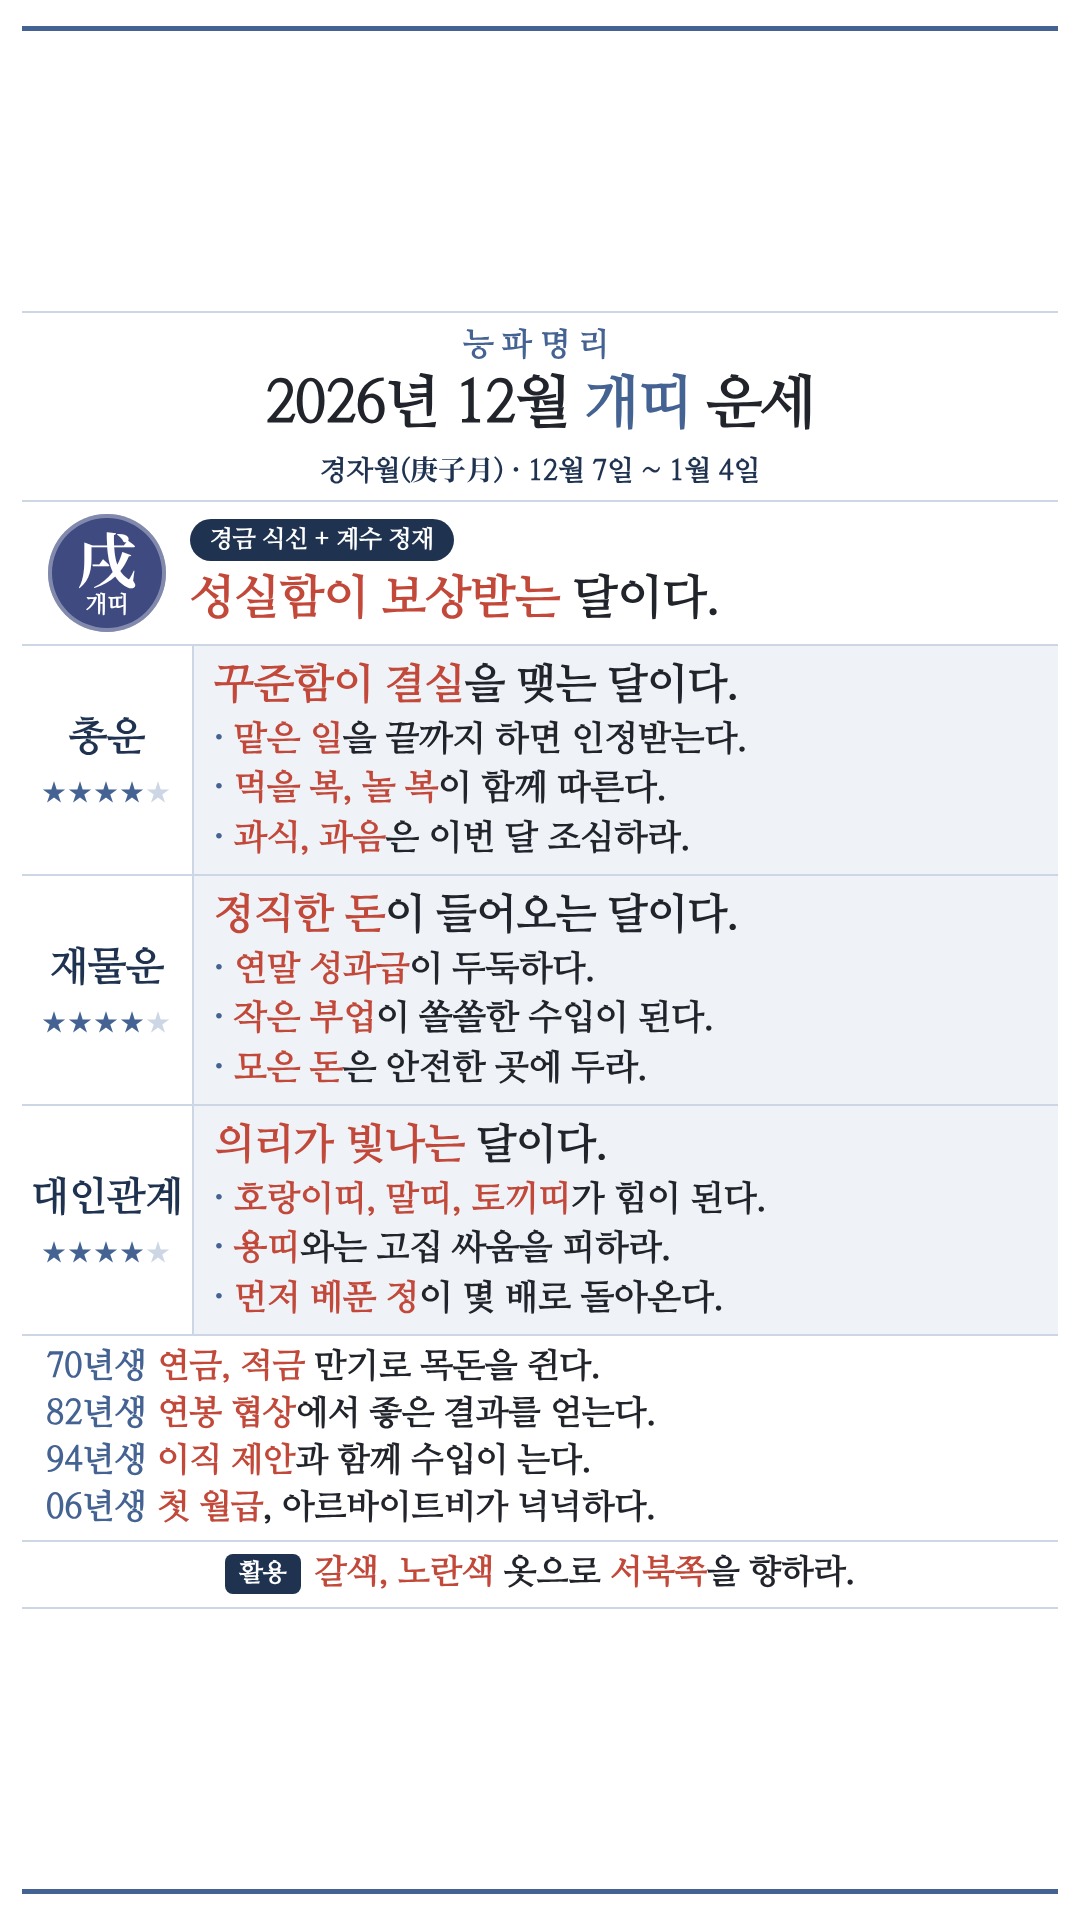 능파명리
2026년 12월 개띠 운세
경자월(庚子月) · 12월 7일 ~ 1월 4일
戌
개띠
경금 식신 + 계수 정재
성실함이 보상받는 달이다.
총운
★★★★★
꾸준함이 결실을 맺는 달이다.
· 맡은 일을 끝까지 하면 인정받는다.
· 먹을 복, 놀 복이 함께 따른다.
· 과식, 과음은 이번 달 조심하라.
재물운
★★★★★
정직한 돈이 들어오는 달이다.
· 연말 성과급이 두둑하다.
· 작은 부업이 쏠쏠한 수입이 된다.
· 모은 돈은 안전한 곳에 두라.
대인관계
★★★★★
의리가 빛나는 달이다.
· 호랑이띠, 말띠, 토끼띠가 힘이 된다.
· 용띠와는 고집 싸움을 피하라.
· 먼저 베푼 정이 몇 배로 돌아온다.
70년생 연금, 적금 만기로 목돈을 쥔다.
82년생 연봉 협상에서 좋은 결과를 얻는다.
94년생 이직 제안과 함께 수입이 는다.
06년생 첫 월급, 아르바이트비가 넉넉하다.
활용 갈색, 노란색 옷으로 서북쪽을 향하라.